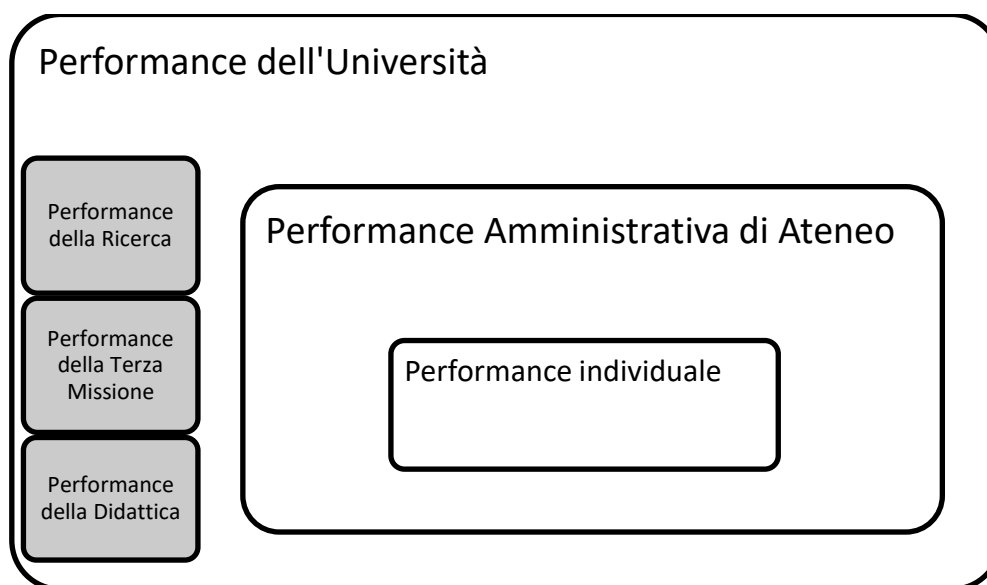 Performance dell'Università
Performance
della Ricerca
Performance
della Terza
Missione
Performance
della Didattica
Performance Amministrativa di Ateneo
Performance individuale